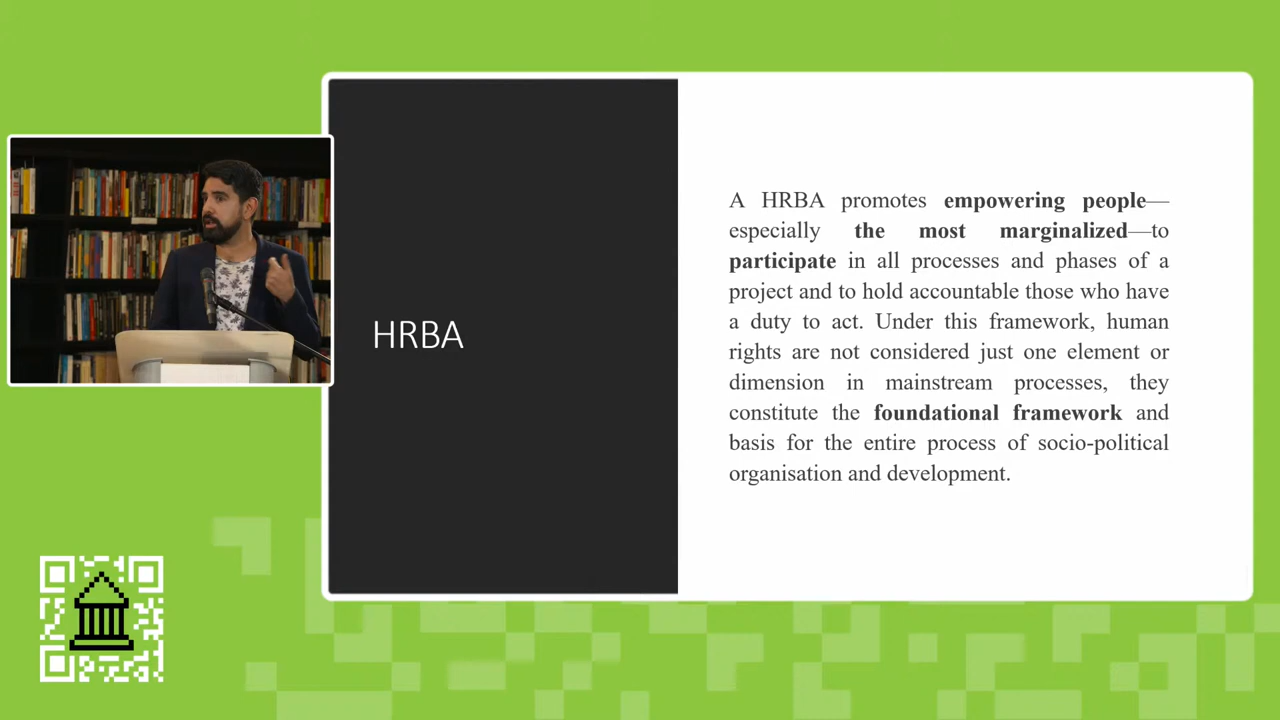 HRBA
A HRBA promotes empowering people—
especially the most marginalized—to
participate in all processes and phases of a
project and to hold accountable those who have
a duty to act. Under this framework, human
rights are not considered just one element or
dimension in mainstream processes, they
constitute the foundational framework and
basis for the entire process of socio-political
organisation and development.